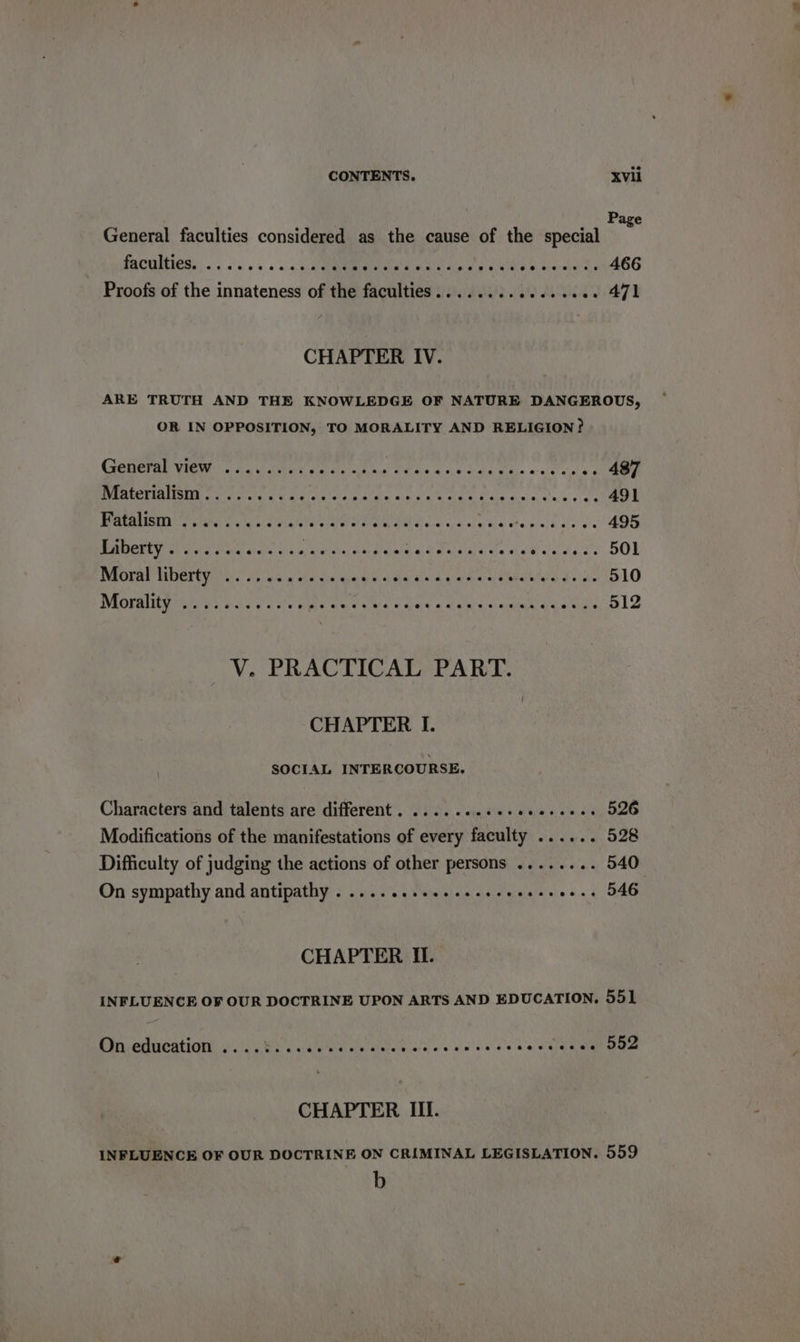 CONTENTS. xvii
Page
General faculties considered as the cause of the special
faculties. .......................................... 466
Proofs of the innateness of the faculties ................ 471
CHAPTER IV.
ARE TRUTH AND THE KNOWLEDGE OF NATURE DANGEROUS,
OR IN OPPOSITION, TO MORALITY AND RELIGION?
General view ........................................ 487
Materialism ......................................... 491
Fatalism ............................................ 495
Liberty ............................................. 501
Moral liberty ....................................... 510
Morality ............................................ 512
V. PRACTICAL PART.
CHAPTER I.
SOCIAL INTERCOURSE.
Characters and talents are different. .................. 526
Modifications of the manifestations of every faculty ...... 528
Difficulty of judging the actions of other persons ........ 540
On sympathy and antipathy ........................... 546
CHAPTER II.
INFLUENCE OF OUR DOCTRINE UPON ARTS AND EDUCATION. 551
On education ........................................ 552
CHAPTER III.
INFLUENCE OF OUR DOCTRINE ON CRIMINAL LEGISLATION. 559
b